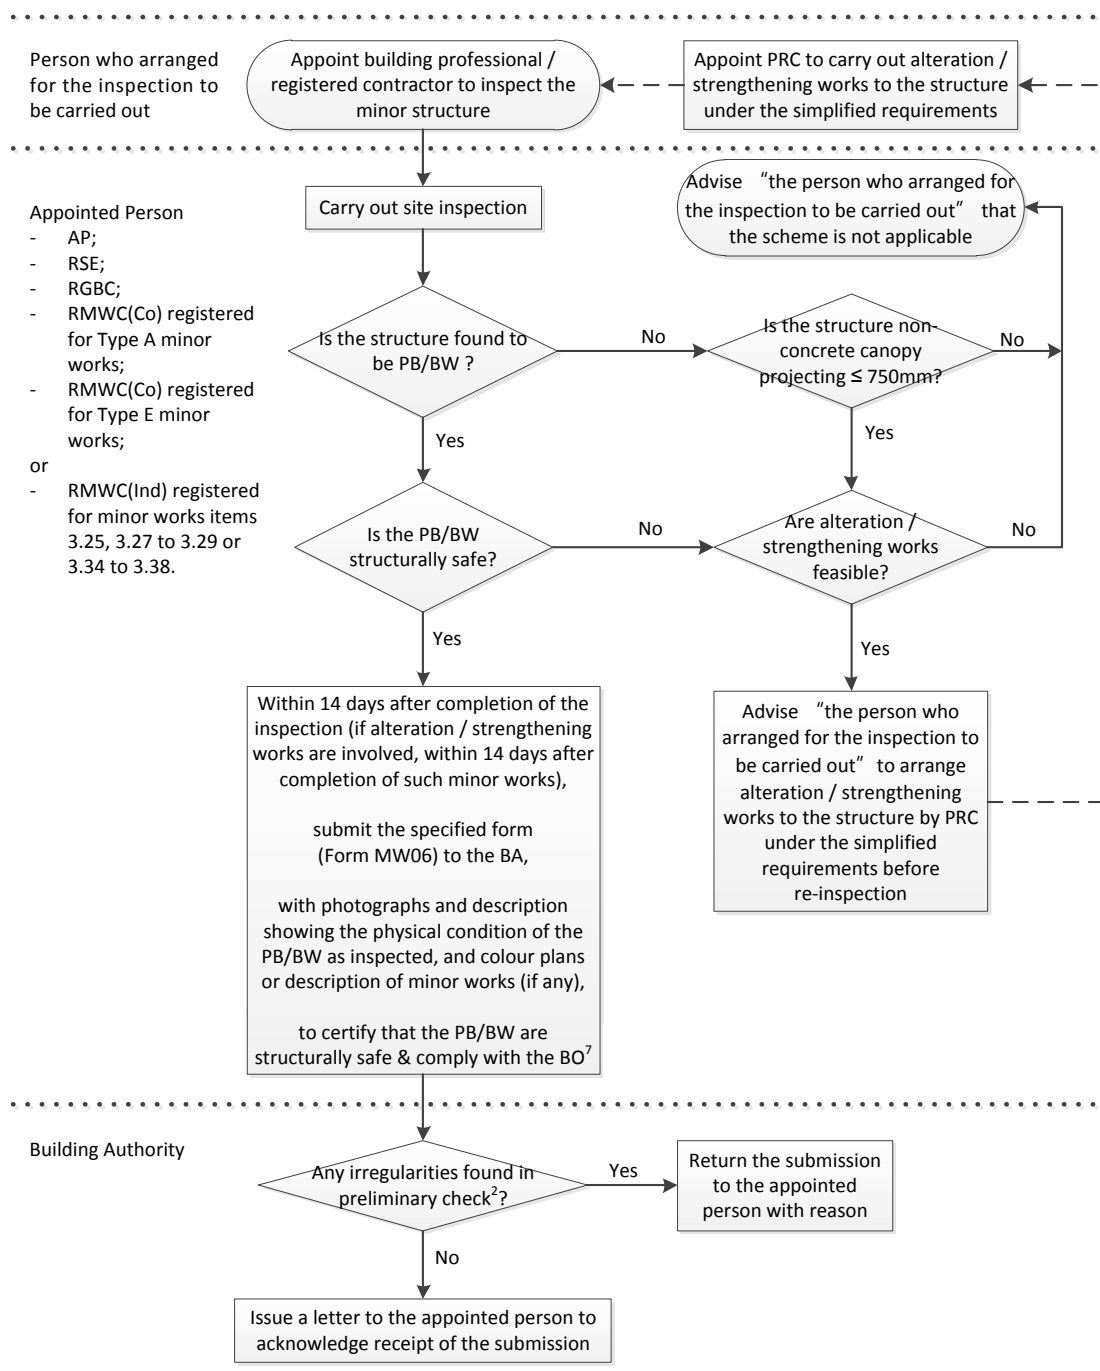 Person who arranged
for the inspection to
be carried out
Appoint building professional /
registered contractor to inspect the
minor structure
Appoint PRC to carry out alteration /
strengthening works to the structure
under the simplified requirements
Appointed Person
- AP;
- RSE;
- RGBC;
- RMWC(Co) registered
for Type A minor
works;
- RMWC(Co) registered
for Type E minor
works;
or
- RMWC(Ind) registered
for minor works items
3.25, 3.27 to 3.29 or
3.34 to 3.38.
Carry out site inspection
Advise “the person who arranged for
the inspection to be carried out” that
the scheme is not applicable
Is the structure found to
be PB/BW ?
No
Is the structure non-
concrete canopy
projecting ≤ 750mm?
No
Yes
Yes
Is the PB/BW
structurally safe?
No
Are alteration /
strengthening works
feasible?
No
Yes
Yes
Within 14 days after completion of the
inspection (if alteration / strengthening
works are involved, within 14 days after
completion of such minor works),
submit the specified form
(Form MW06) to the BA,
with photographs and description
showing the physical condition of the
PB/BW as inspected, and colour plans
or description of minor works (if any),
to certify that the PB/BW are
structurally safe & comply with the BO⁷
Advise “the person who
arranged for the inspection to
be carried out” to arrange
alteration / strengthening
works to the structure by PRC
under the simplified
requirements before
re-inspection
Building Authority
Any irregularities found in
preliminary check²?
Yes
Return the submission
to the appointed
person with reason
No
Issue a letter to the appointed person to
acknowledge receipt of the submission